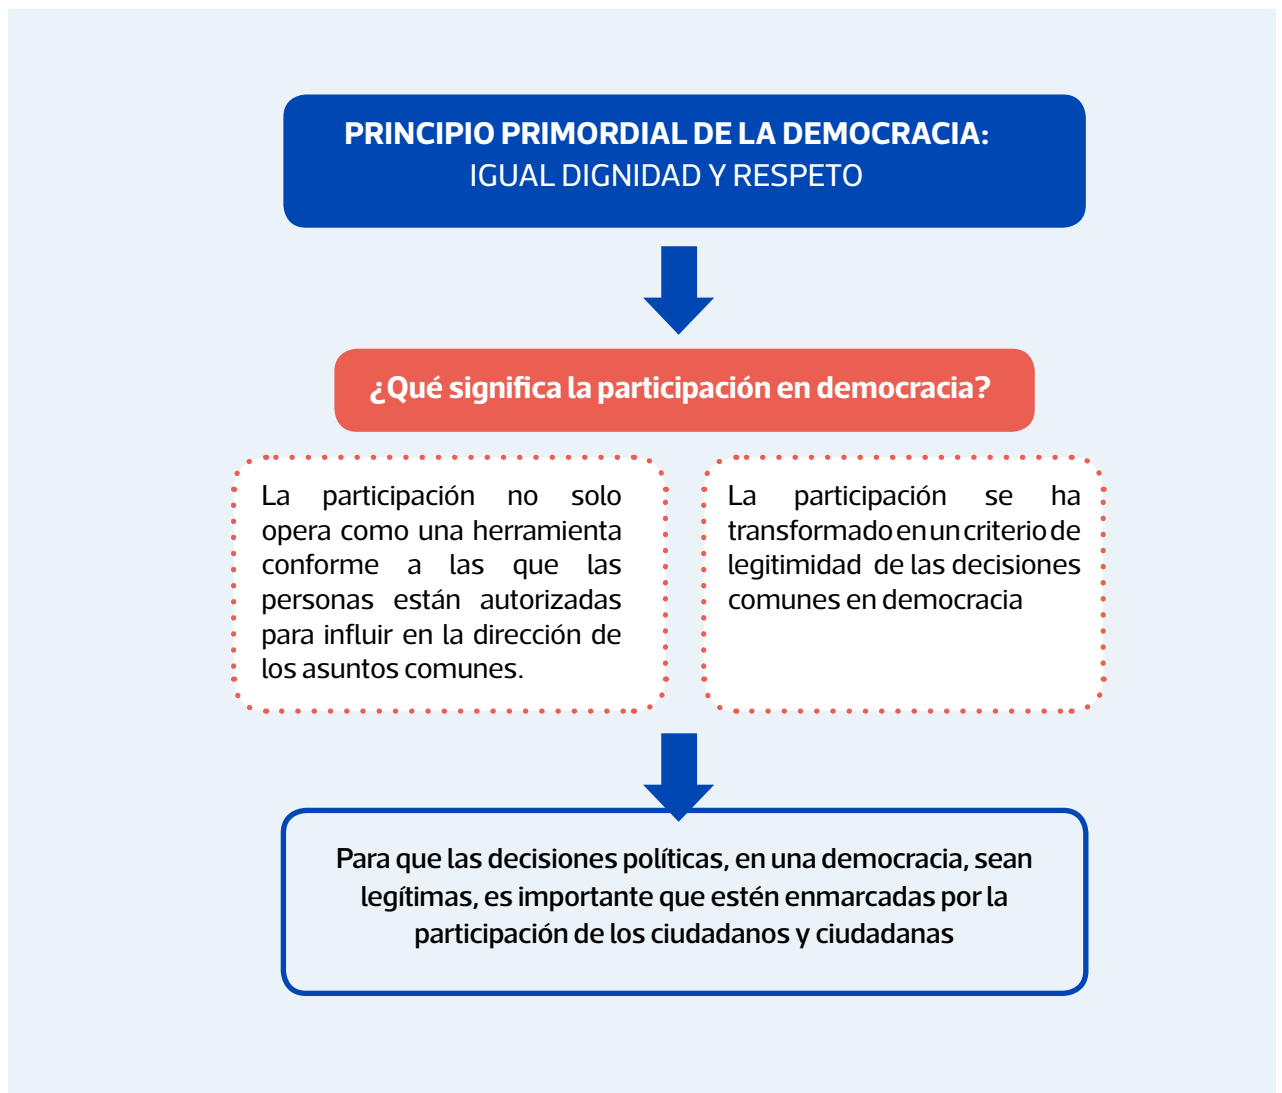 PRINCIPIO PRIMORDIAL DE LA DEMOCRACIA:
IGUAL DIGNIDAD Y RESPETO
¿Qué significa la participación en democracia?
La participación no solo
opera como una herramienta
conforme a las que las
personas están autorizadas
para influir en la dirección de
los asuntos comunes.
La participación se ha
transformado en un criterio de
legitimidad de las decisiones
comunes en democracia
Para que las decisiones políticas, en una democracia, sean
legítimas, es importante que estén enmarcadas por la
participación de los ciudadanos y ciudadanas